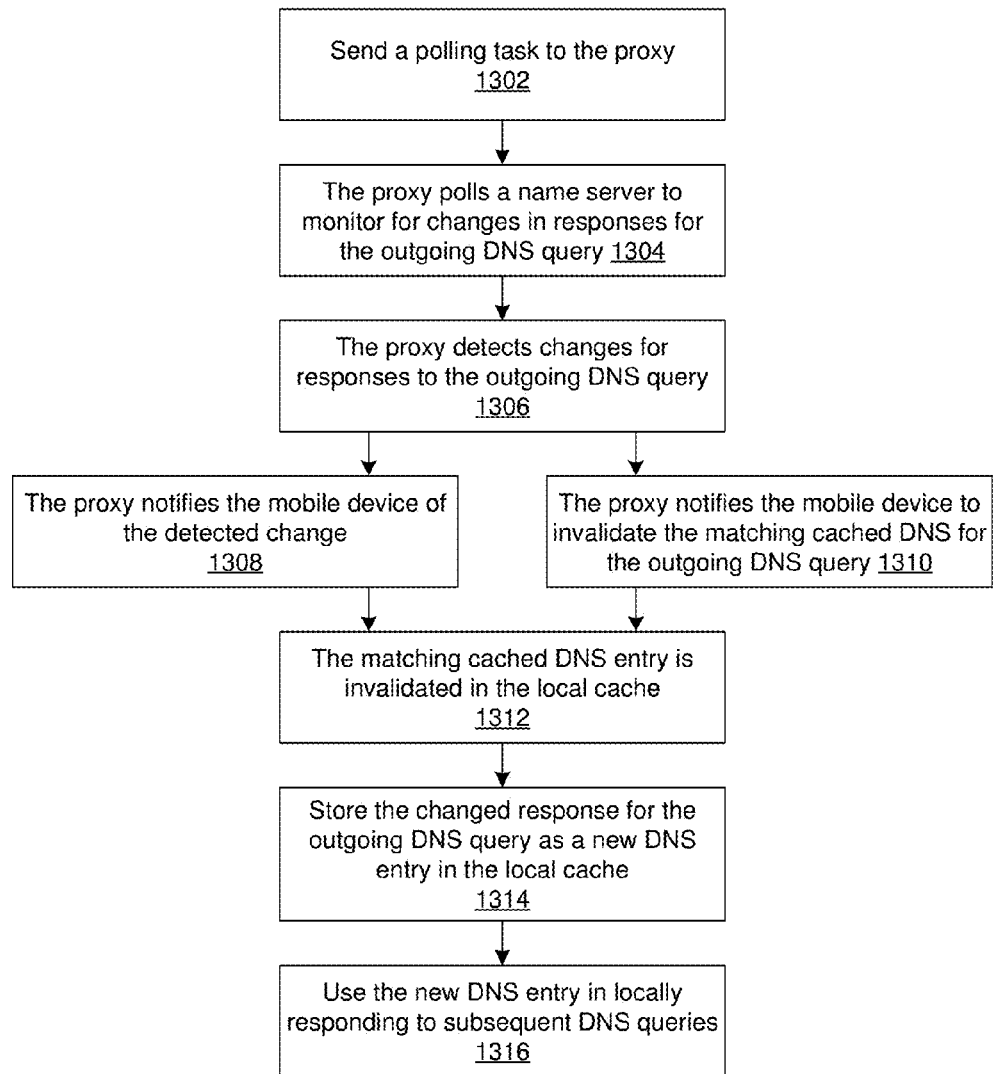 Send a polling task to the proxy
1302
The proxy polls a name server to
monitor for changes in responses for
the outgoing DNS query 1304
The proxy detects changes for
responses to the outgoing DNS query
1306
The proxy notifies the mobile device of
the detected change
1308
The proxy notifies the mobile device to
invalidate the matching cached DNS for
the outgoing DNS query 1310
The matching cached DNS entry is
invalidated in the local cache
1312
Store the changed response for the
outgoing DNS query as a new DNS
entry in the local cache
1314
Use the new DNS entry in locally
responding to subsequent DNS queries
1316